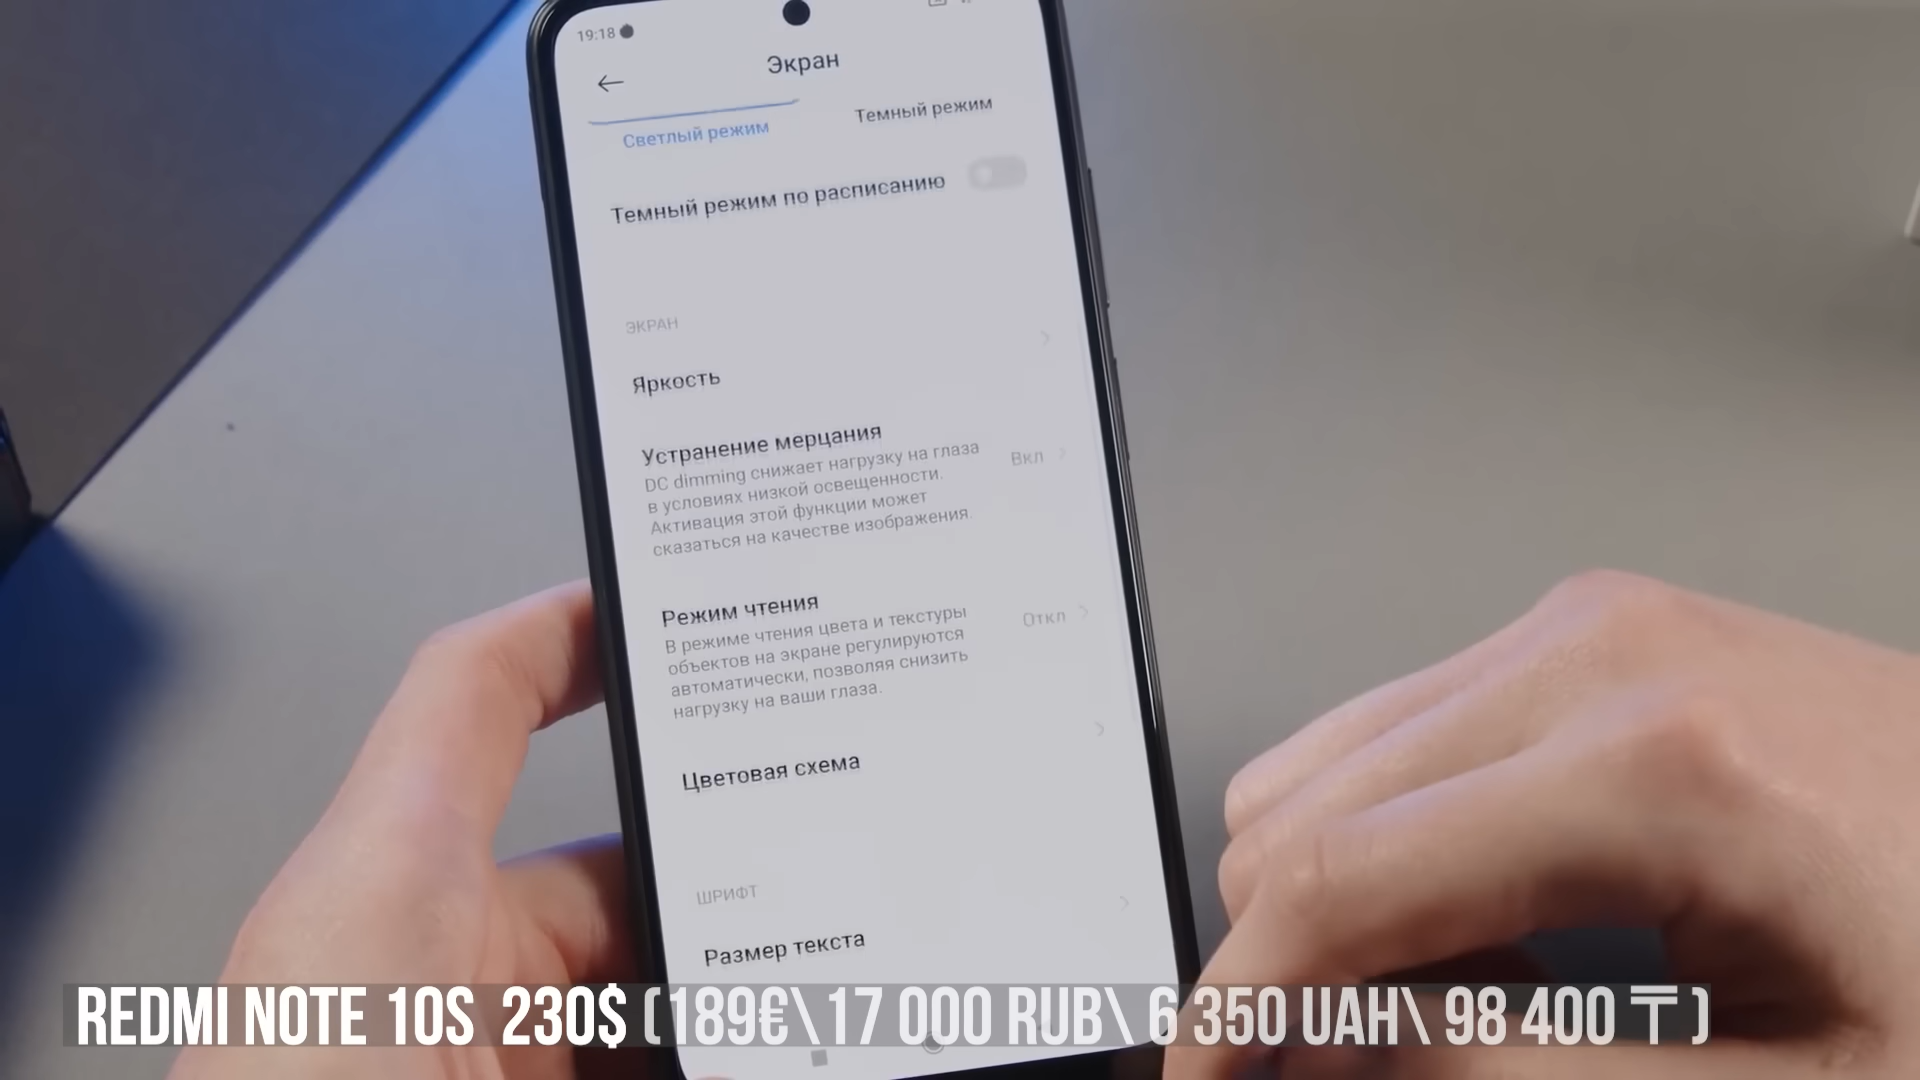 19:18
Экран
Светлый режим
Темный режим
Темный режим по расписанию
ЭКРАН
Яркость
Устранение мерцания
DC dimming снижает нагрузку на глаза
в условиях низкой освещенности.
Активация этой функции может
сказаться на качестве изображения.
Вкл
Режим чтения
В режиме чтения цвета и текстуры
объектов на экране регулируются
автоматически, позволяя снизить
нагрузку на ваши глаза.
Откл
Цветовая схема
ШРИФТ
Размер текста
REDMI NOTE 10S 230$ (189€\17 000 RUB\ 6 350 UAH\ 98 400 ₸)